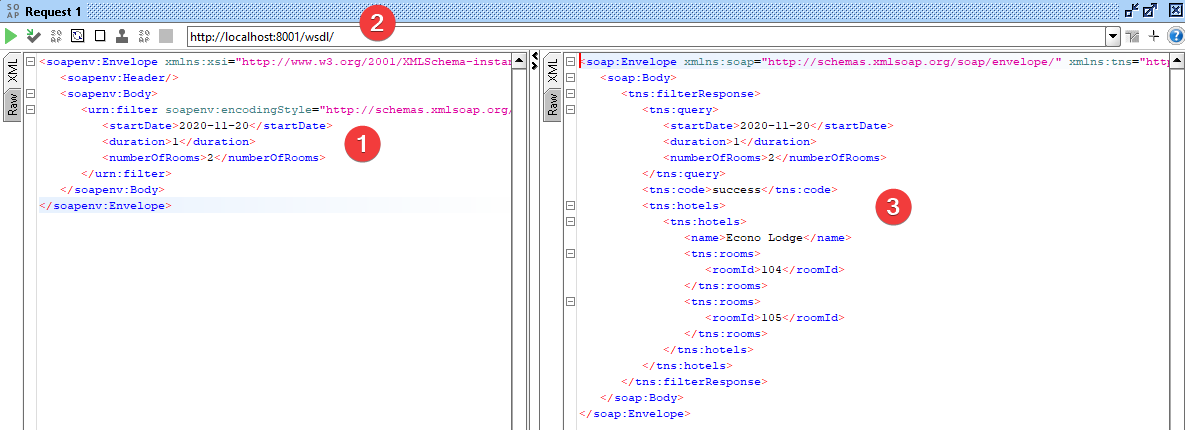 SO
AP
Request 1
2
SO
AP
SO
AP
http://localhost:8001/wsdl/
XML
Raw
<soapenv:Envelope xmlns:xsi="http://www.w3.org/2001/XMLSchema-instan
<soapenv:Header/>
<soapenv:Body>
<urn:filter soapenv:encodingStyle="http://schemas.xmlsoap.org/
<startDate>2020-11-20</startDate>
<duration>1</duration>
<numberOfRooms>2</numberOfRooms>
</urn:filter>
</soapenv:Body>
</soapenv:Envelope>
1
XML
Raw
<soap:Envelope xmlns:soap="http://schemas.xmlsoap.org/soap/envelope/" xmlns:tns="http
<soap:Body>
<tns:filterResponse>
<tns:query>
<startDate>2020-11-20</startDate>
<duration>1</duration>
<numberOfRooms>2</numberOfRooms>
</tns:query>
<tns:code>success</tns:code>
<tns:hotels>
<tns:hotels>
<name>Econo Lodge</name>
<tns:rooms>
<roomId>104</roomId>
</tns:rooms>
<tns:rooms>
<roomId>105</roomId>
</tns:rooms>
</tns:hotels>
</tns:hotels>
</tns:filterResponse>
</soap:Body>
</soap:Envelope>
3